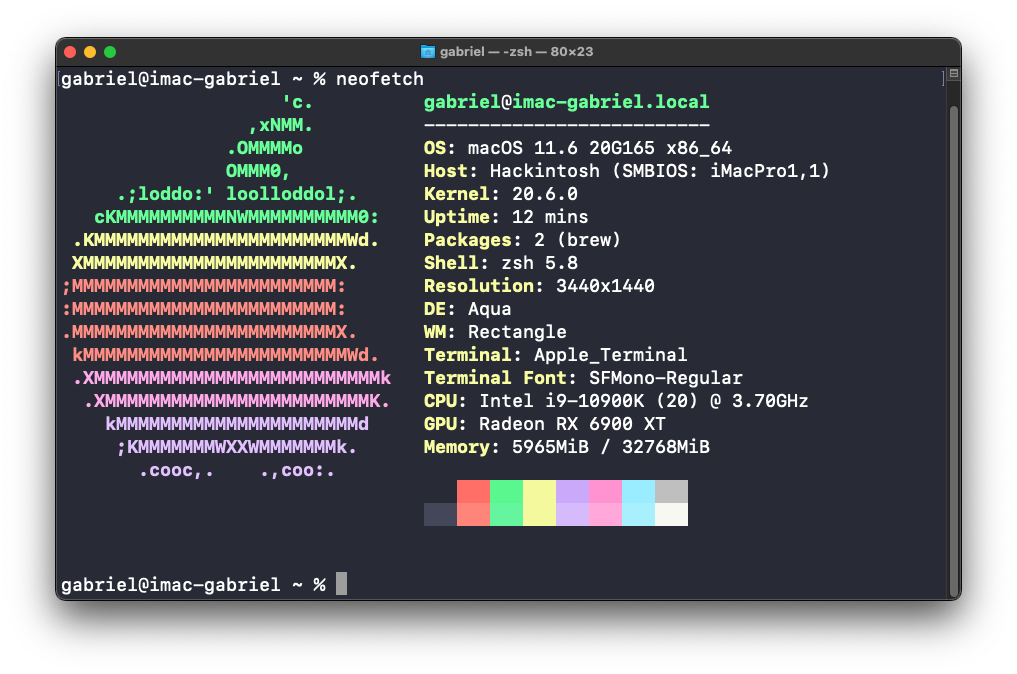 gabriel — -zsh — 80×23
[gabriel@imac-gabriel ~ % neofetch ]
                    'c.          gabriel@imac-gabriel.local
                 ,xNMM.          --------------------------
               .OMMMMo           OS: macOS 11.6 20G165 x86_64
               OMMM0,            Host: Hackintosh (SMBIOS: iMacPro1,1)
     .;loddo:' loolloddol;.      Kernel: 20.6.0
   cKMMMMMMMMMMNWMMMMMMMMMM0:    Uptime: 12 mins
 .KMMMMMMMMMMMMMMMMMMMMMMMWd.    Packages: 2 (brew)
 XMMMMMMMMMMMMMMMMMMMMMMMX.      Shell: zsh 5.8
;MMMMMMMMMMMMMMMMMMMMMMMM:       Resolution: 3440x1440
:MMMMMMMMMMMMMMMMMMMMMMMM:       DE: Aqua
.MMMMMMMMMMMMMMMMMMMMMMMMX.      WM: Rectangle
 kMMMMMMMMMMMMMMMMMMMMMMMMWd.    Terminal: Apple_Terminal
 .XMMMMMMMMMMMMMMMMMMMMMMMMMMk   Terminal Font: SFMono-Regular
  .XMMMMMMMMMMMMMMMMMMMMMMMMK.   CPU: Intel i9-10900K (20) @ 3.70GHz
    kMMMMMMMMMMMMMMMMMMMMMMd     GPU: Radeon RX 6900 XT
     ;KMMMMMMMWXXWMMMMMMMk.      Memory: 5965MiB / 32768MiB
       .cooc,.    .,coo:.
gabriel@imac-gabriel ~ %